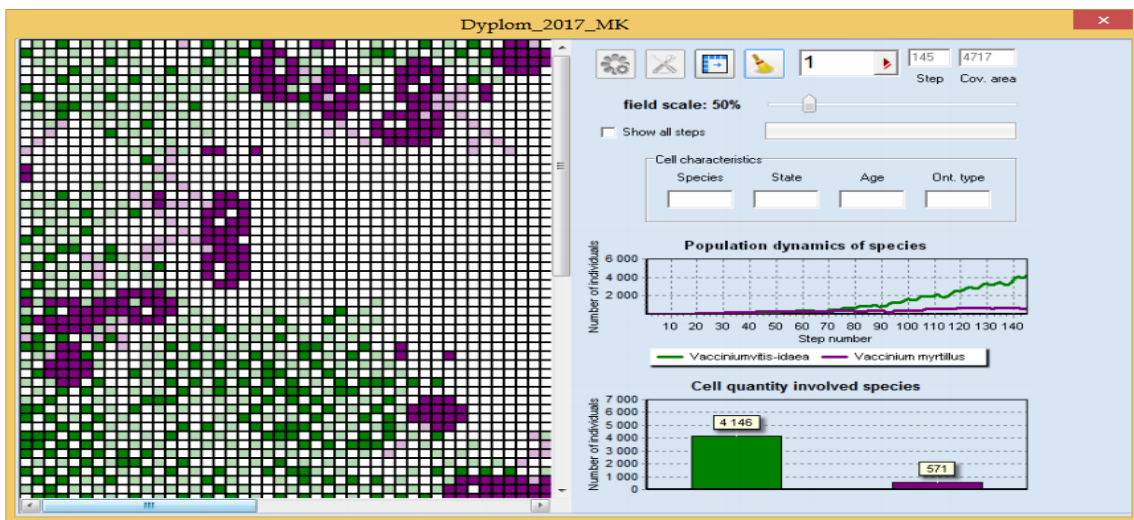 Dyplom_2017_MK
×
1
145
4717
Step
Cov. area
field scale: 50%
Show all steps
Cell characteristics
Species
State
Age
Ont. type
Population dynamics of species
Number of individuals
6 000
4 000
2 000
10 20 30 40 50 60 70 80 90 100 110 120 130 140
Step number
Vacciniumvitis-idaea
Vaccinium myrtillus
Cell quantity involved species
Number of individuals
7 000
6 000
5 000
4 000
3 000
2 000
1 000
0
4 146
571